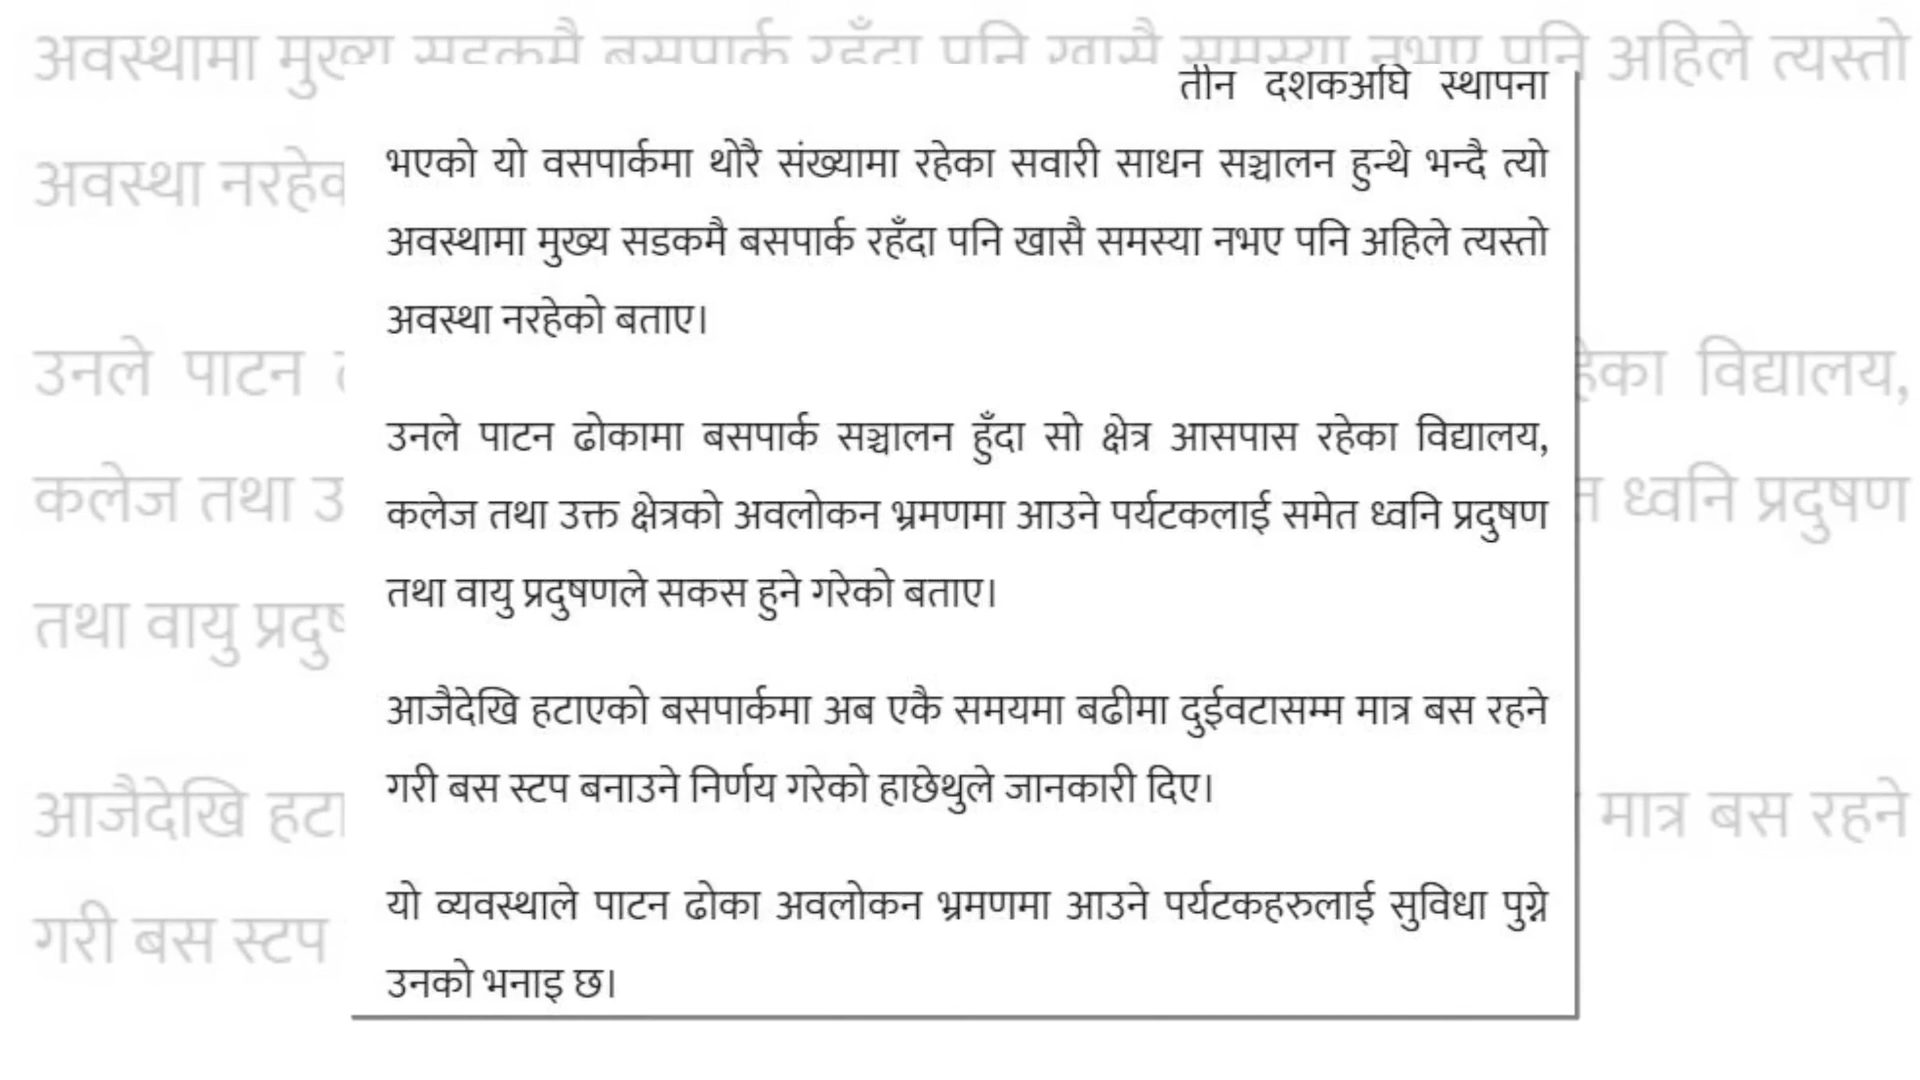 तीन दशकअघि स्थापना
भएको यो वसपार्कमा थोरै संख्यामा रहेका सवारी साधन सञ्चालन हुन्थे भन्दै त्यो
अवस्थामा मुख्य सडकमै बसपार्क रहँदा पनि खासै समस्या नभए पनि अहिले त्यस्तो
अवस्था नरहेको बताए।
उनले पाटन ढोकामा बसपार्क सञ्चालन हुँदा सो क्षेत्र आसपास रहेका विद्यालय,
कलेज तथा उक्त क्षेत्रको अवलोकन भ्रमणमा आउने पर्यटकलाई समेत ध्वनि प्रदुषण
तथा वायु प्रदुषणले सकस हुने गरेको बताए।
आजैदेखि हटाएको बसपार्कमा अब एकै समयमा बढीमा दुईवटासम्म मात्र बस रहने
गरी बस स्टप बनाउने निर्णय गरेको हाछेथुले जानकारी दिए।
यो व्यवस्थाले पाटन ढोका अवलोकन भ्रमणमा आउने पर्यटकहरुलाई सुविधा पुग्ने
उनको भनाइ छ।